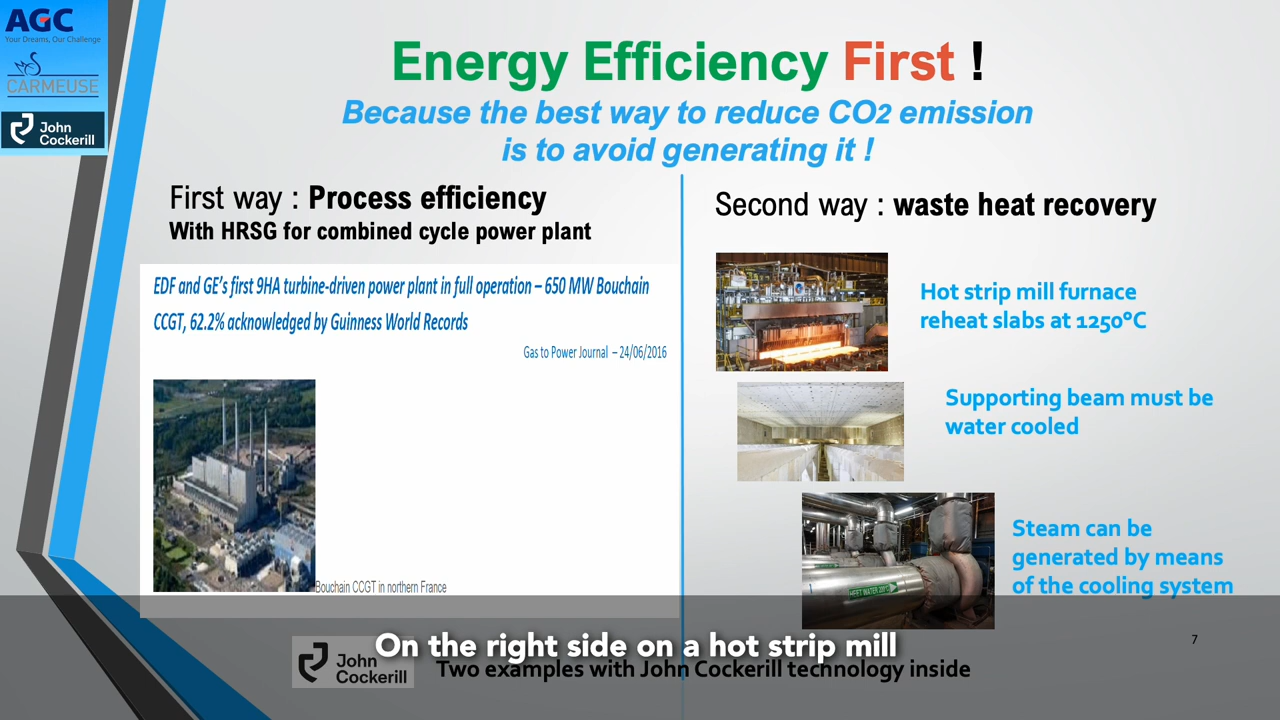 AGC
Your Dreams, Our Challenge
CARMEUSE
John
Cockerill
Energy Efficiency First !
Because the best way to reduce CO2 emission
is to avoid generating it !
First way : Process efficiency
With HRSG for combined cycle power plant
EDF and GE's first 9HA turbine-driven power plant in full operation – 650 MW Bouchain
CCGT, 62.2% acknowledged by Guinness World Records
Gas to Power Journal – 24/06/2016
Bouchain CCGT in northern France
Second way : waste heat recovery
Hot strip mill furnace
reheat slabs at 1250°C
Supporting beam must be
water cooled
Steam can be
generated by means
of the cooling system
On the right side on a hot strip mill
John
Cockerill
Two examples with John Cockerill technology inside
7